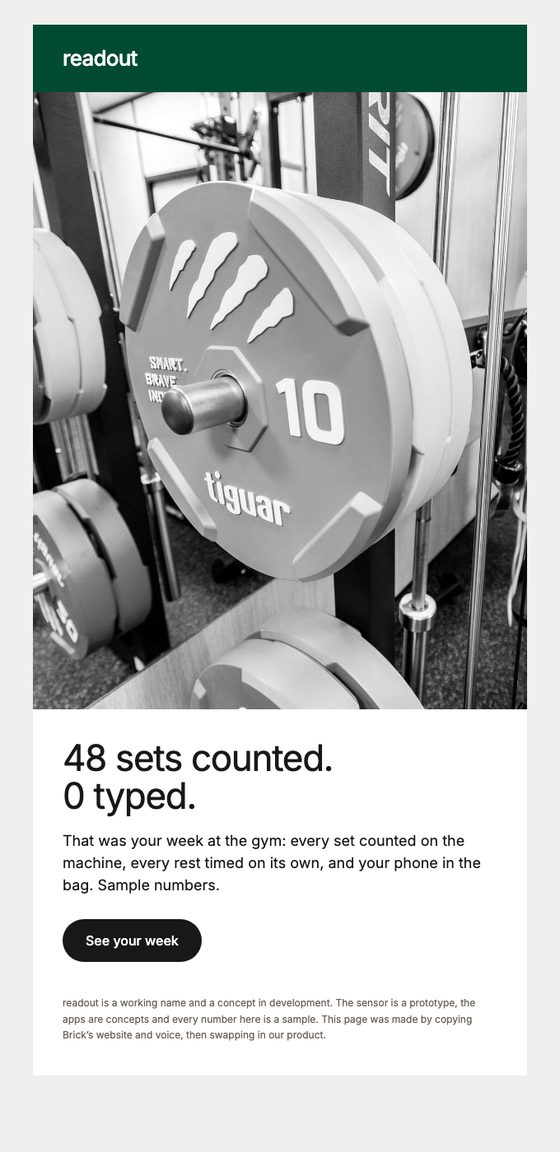 readout
RIT
SMART.
BRAVE.
10
tiguar
48 sets counted.
0 typed.
That was your week at the gym: every set counted on the
machine, every rest timed on its own, and your phone in the
bag. Sample numbers.
See your week
readout is a working name and a concept in development. The sensor is a prototype, the
apps are concepts and every number here is a sample. This page was made by copying
Brick’s website and voice, then swapping in our product.